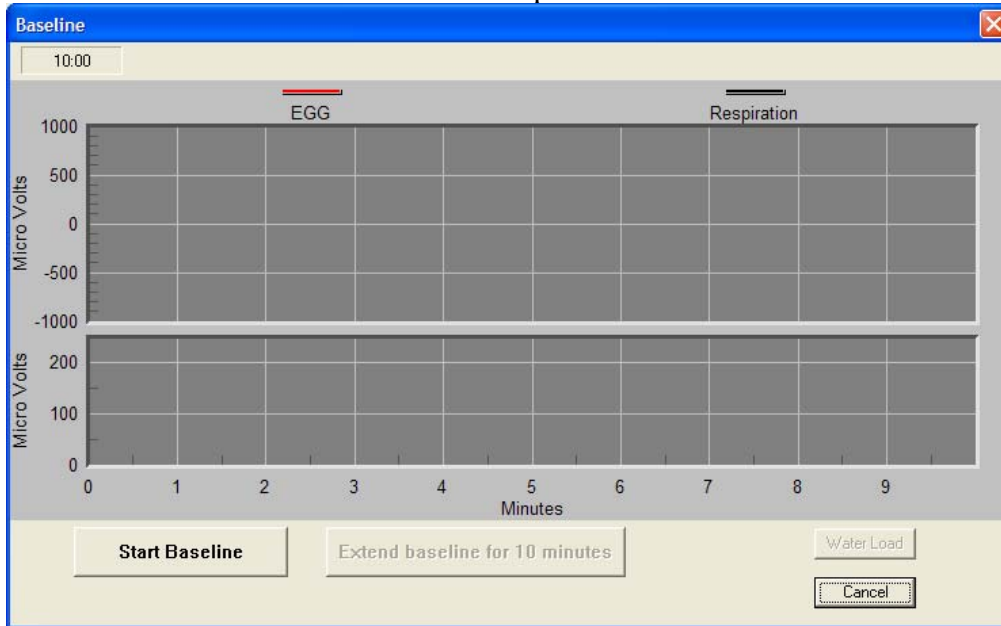 Baseline
10:00
EGG Respiration
Micro Volts
1000
500
0
-500
-1000
Micro Volts
200
100
0
0 1 2 3 4 5 6 7 8 9
Minutes
Start Baseline Extend baseline for 10 minutes Water Load
Cancel